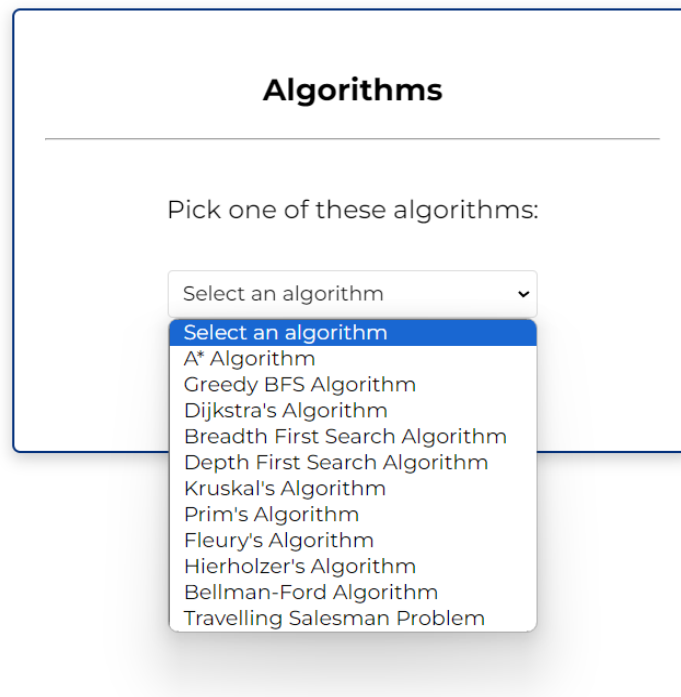 Algorithms
Pick one of these algorithms:
Select an algorithm
Select an algorithm
A* Algorithm
Greedy BFS Algorithm
Dijkstra's Algorithm
Breadth First Search Algorithm
Depth First Search Algorithm
Kruskal's Algorithm
Prim's Algorithm
Fleury's Algorithm
Hierholzer's Algorithm
Bellman-Ford Algorithm
Travelling Salesman Problem